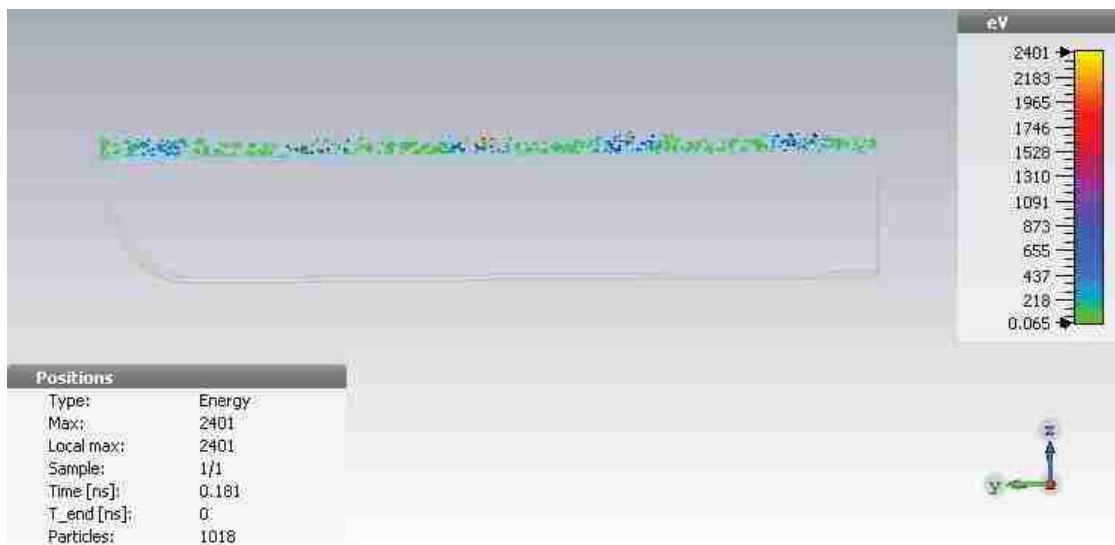 eV
2401
2183
1965
1746
1528
1310
1091
873
655
437
218
0.065
Positions
Type: Energy
Max: 2401
Local max: 2401
Sample: 1/1
Time [ns]: 0.181
T_end [ns]: 0
Particles: 1018
z
y